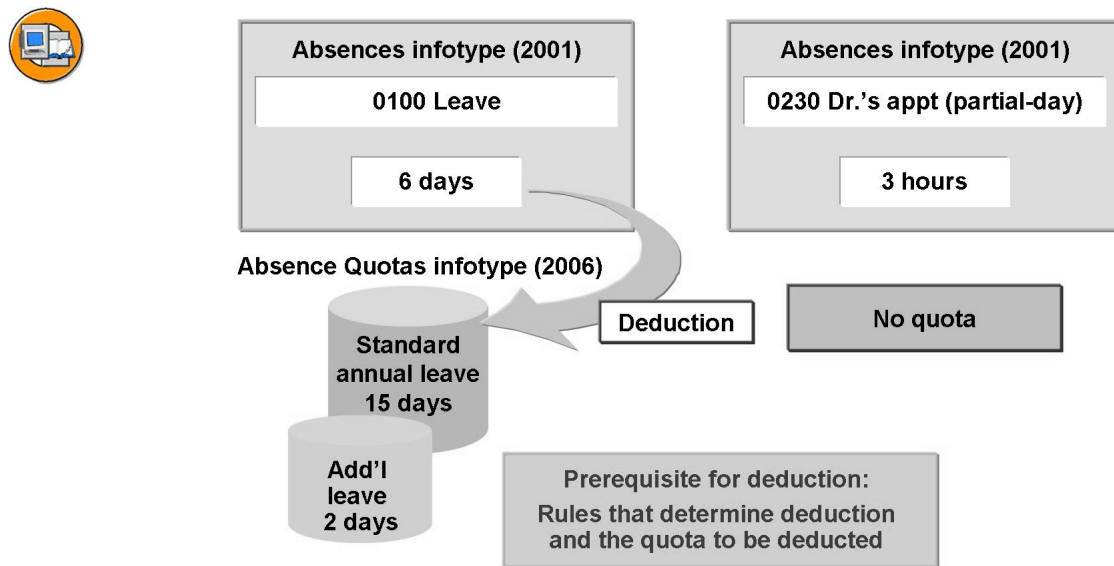 Absences infotype (2001)
0100 Leave
6 days
Absences infotype (2001)
0230 Dr.'s appt (partial-day)
3 hours
Absence Quotas infotype (2006)
Deduction
No quota
Standard
annual leave
15 days
Add'l
leave
2 days
Prerequisite for deduction:
Rules that determine deduction
and the quota to be deducted